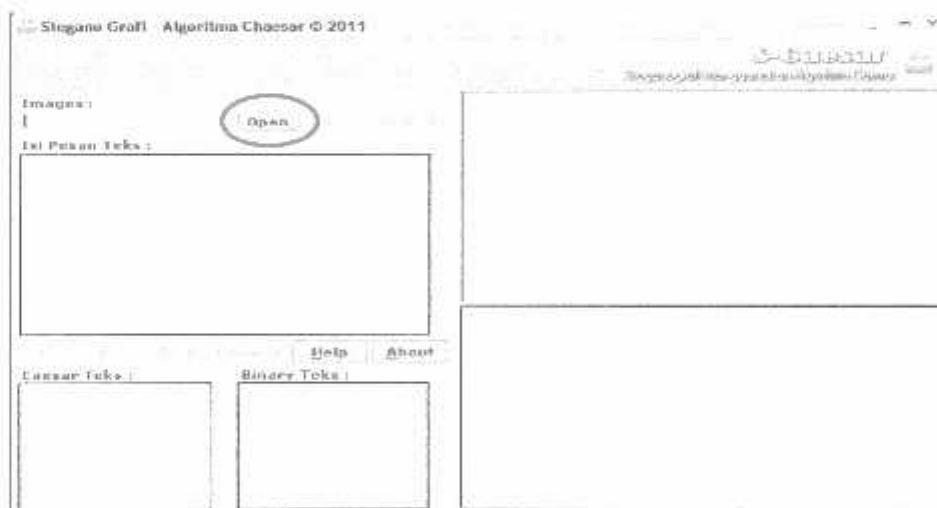 Stegano Grafi - Algoritma Chaesar © 2011
Images :
Open
Isi Pesan Teks :
Help
About
Caesar Teks :
Binary Teks :